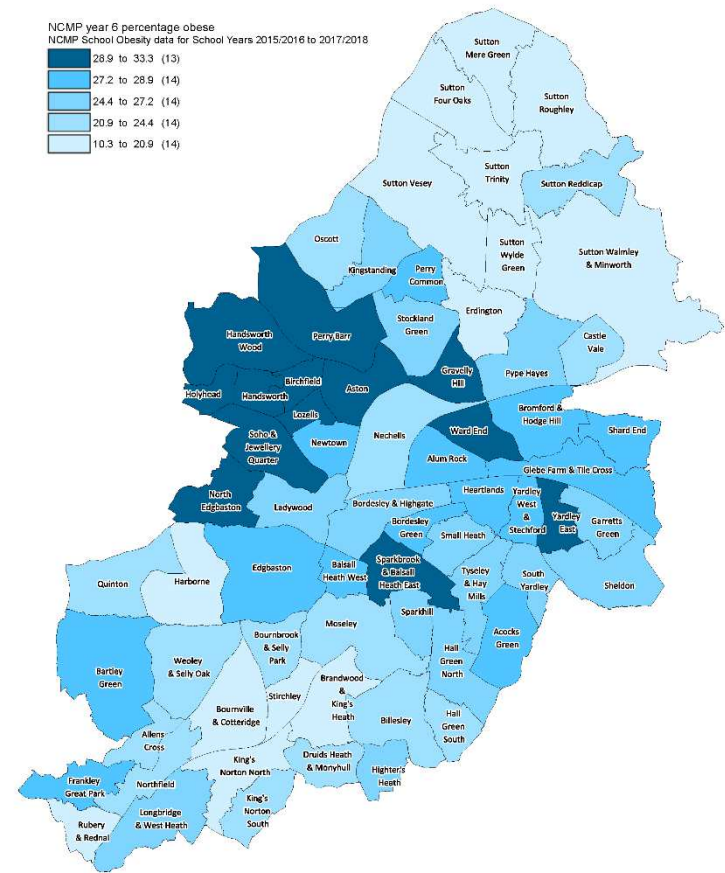 NCMP year 6 percentage obese
NCMP School Obesity data for School Years 2015/2016 to 2017/2018
28.9 to 33.3 (13)
27.2 to 28.9 (14)
24.4 to 27.2 (14)
20.9 to 24.4 (14)
10.3 to 20.9 (14)
Sutton
Mere Green
Sutton
Four Oaks
Sutton
Roughley
Sutton
Trinity
Sutton Vesey
Sutton Reddicap
Sutton
Wylde
Green
Sutton Walmley
& Minworth
Oscott
Kingstanding
Perry
Common
Erdington
Stockland
Green
Handsworth
Wood
Perry Barr
Castle
Vale
Gravelly
Hill
Pype Hayes
Birchfield
Aston
Holyhead
Handsworth
Lozells
Bromford &
Hodge Hill
Ward End
Shard End
Soho &
Jewellery
Quarter
Newtown
Nechells
Alum Rock
Glebe Farm & Tile Cross
North
Edgbaston
Ladywood
Bordesley & Highgate
Heartlands
Yardley
West
&
Stechford
Yardley
East
Garretts
Green
Bordesley
Green
Small Heath
Edgbaston
Balsall
Heath West
Sparkbrook
& Balsall
Heath East
Tyseley
& Hay
Mills
South
Yardley
Sheldon
Quinton
Harborne
Sparkhill
Moseley
Acocks
Green
Bournbrook
& Selly
Park
Weoley
& Selly Oak
Hall
Green
North
Bartley
Green
Stirchley
Brandwood
&
King's
Heath
Bournville
& Cotteridge
Billesley
Hall
Green
South
Allens
Cross
King's
Norton North
Druids Heath
& Monyhull
Highter's
Heath
Frankley
Great Park
Northfield
King's
Norton
South
Longbridge
& West Heath
Rubery
& Rednal